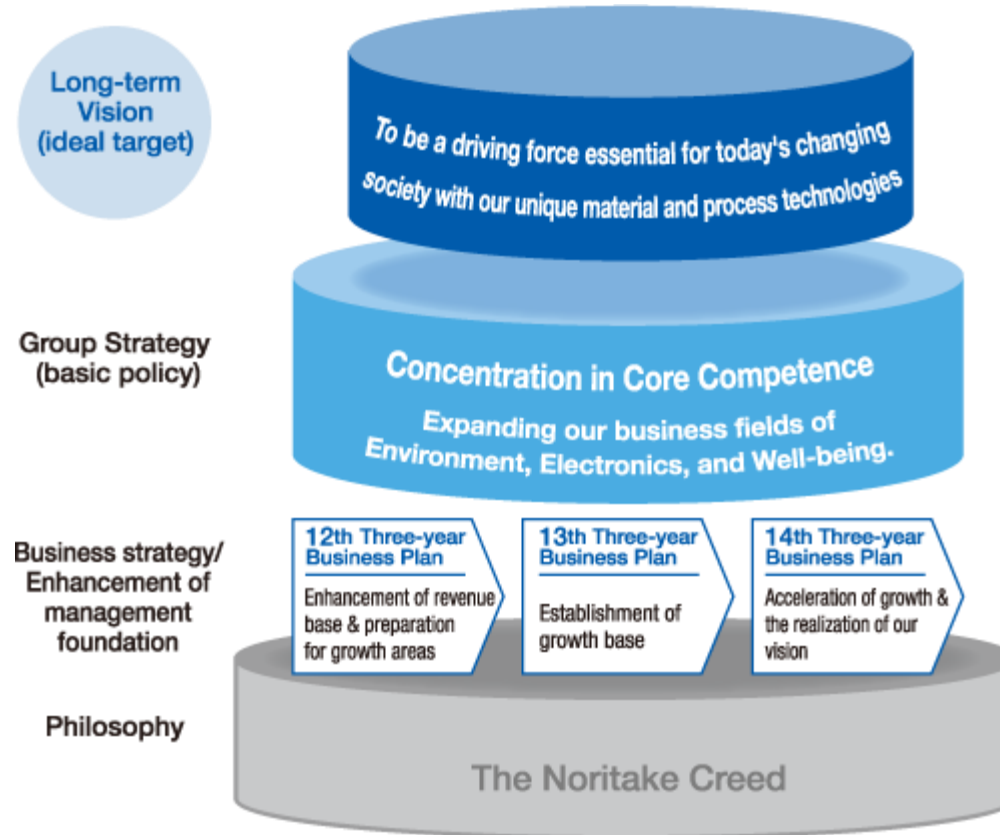 Long-term
Vision
(ideal target)
To be a driving force essential for today's changing
society with our unique material and process technologies
Group Strategy
(basic policy)
Concentration in Core Competence
Expanding our business fields of
Environment, Electronics, and Well-being.
Business strategy/
Enhancement of
management
foundation
12th Three-year
Business Plan
Enhancement of revenue
base & preparation
for growth areas
13th Three-year
Business Plan
Establishment of
growth base
14th Three-year
Business Plan
Acceleration of growth &
the realization of our
vision
Philosophy
The Noritake Creed